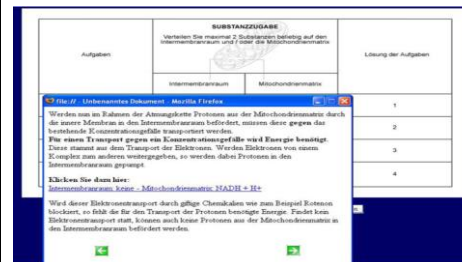 SUBSTANZZUGABE
Verteilen Sie maximal 2 Substanzen beliebig auf den
Intermembranraum und / oder die Mitochondrienmatrix
Aufgaben
Lösung der Aufgaben
Intermembranraum
Mitochondrienmatrix
file:// - Unbenanntes Dokument - Mozilla Firefox
1
Werden nun im Rahmen der Atmungskette Protonen aus der Mitochondrienmatrix durch
die innere Membran in den Intermembranraum befördert, müssen diese gegen das
bestehende Konzentrationsgefälle transportiert werden.
2
Für einen Transport gegen ein Konzentrationsgefälle wird Energie benötigt.
Diese stammt aus dem Transport der Elektronen. Werden Elektronen von einem
Komplex zum anderen weitergegeben, so werden dabei Protonen in den
Intermembranraum gepumpt.
3
Klicken Sie dazu hier:
Intermembranraum: keine - Mitochondrienmatrix: NADH + H+
4
Wird dieser Elektronentransport durch giftige Chemikalien wie zum Beispiel Rotenon
blockiert, so fehlt die für den Transport der Protonen benötigte Energie. Findet kein
Elektronentransport statt, können auch keine Protonen aus der Mitochondrienmatrix in
den Intermembranraum befördert werden.